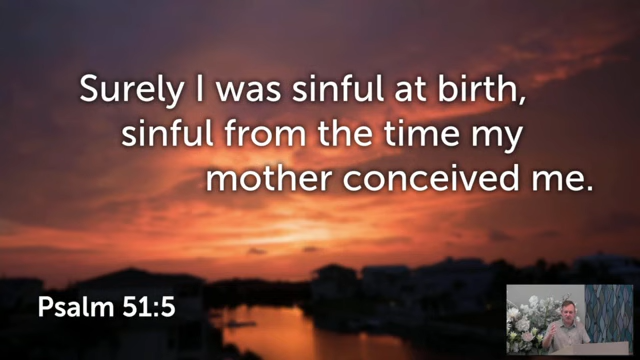 Surely I was sinful at birth,
sinful from the time my
mother conceived me.
Psalm 51:5